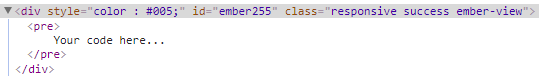 <div style="color : #005;" id="ember255" class="responsive success ember-view">
<pre>
Your code here...
</pre>
</div>